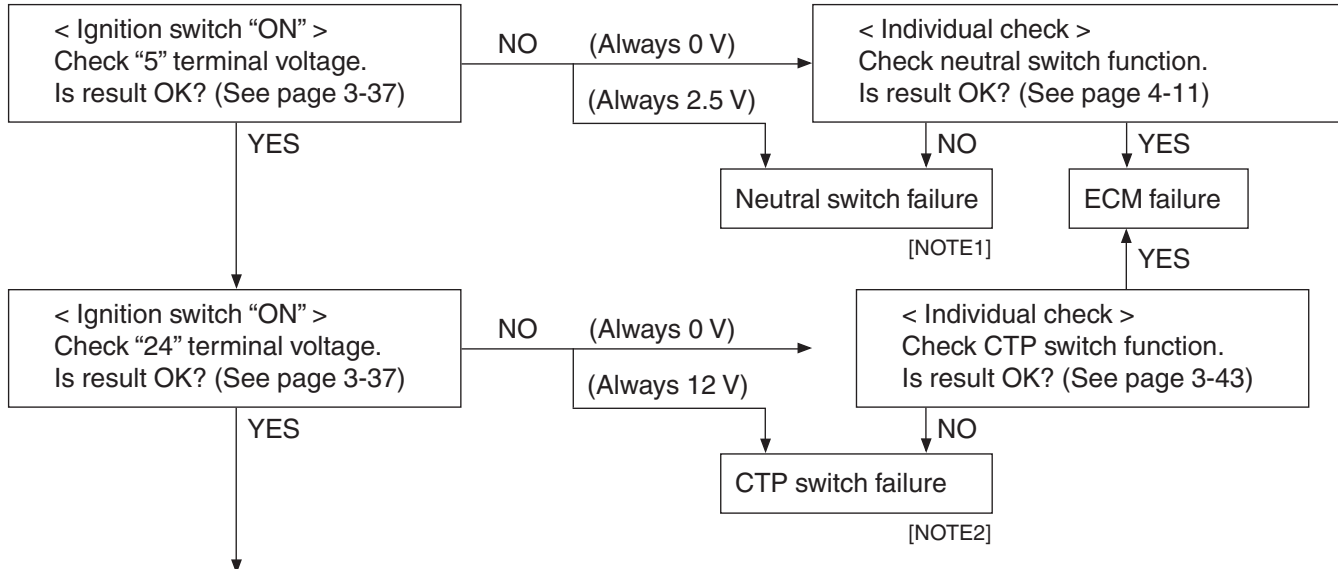 < Ignition switch “ON” >
Check “5” terminal voltage.
Is result OK? (See page 3-37)
NO
(Always 0 V)
(Always 2.5 V)
< Individual check >
Check neutral switch function.
Is result OK? (See page 4-11)
YES
NO
YES
Neutral switch failure
ECM failure
[NOTE1]
YES
< Ignition switch “ON” >
Check “24” terminal voltage.
Is result OK? (See page 3-37)
NO
(Always 0 V)
(Always 12 V)
< Individual check >
Check CTP switch function.
Is result OK? (See page 3-43)
YES
NO
CTP switch failure
[NOTE2]